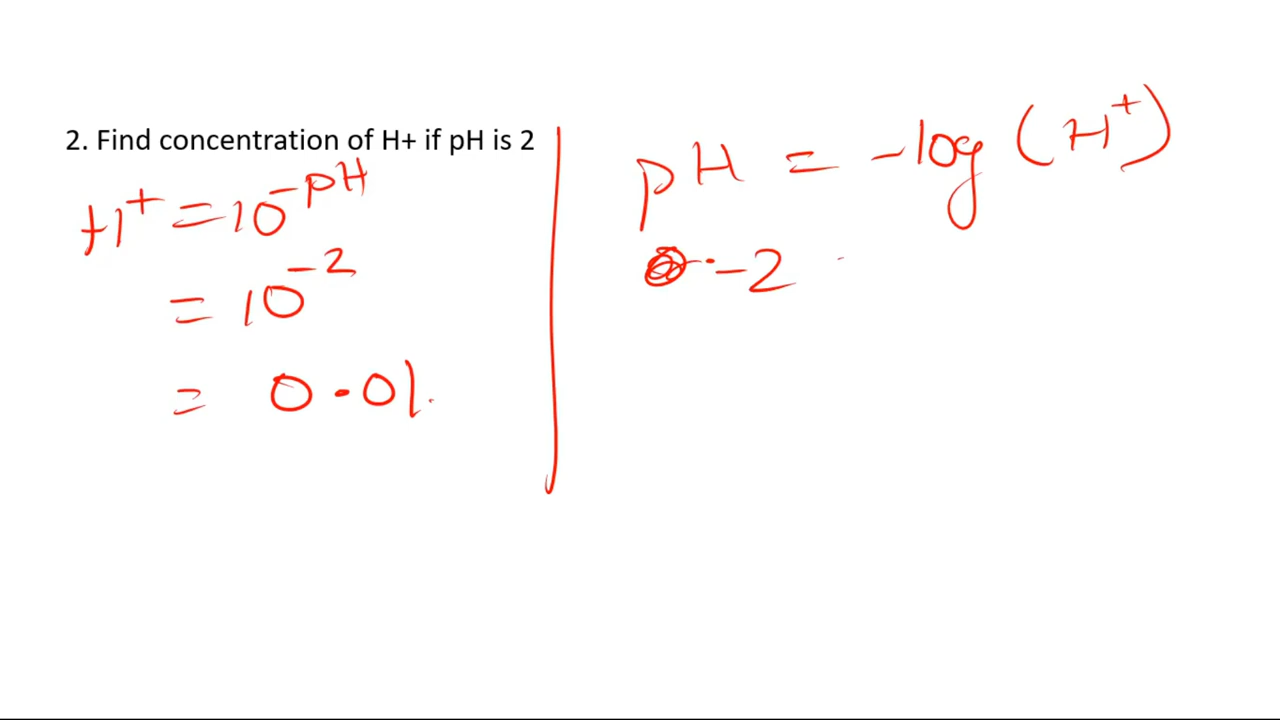 2. Find concentration of H+ if pH is 2
H⁺ = 10⁻ᵖᴴ
= 10⁻²
= 0.01
pH = -log (H⁺)
-2